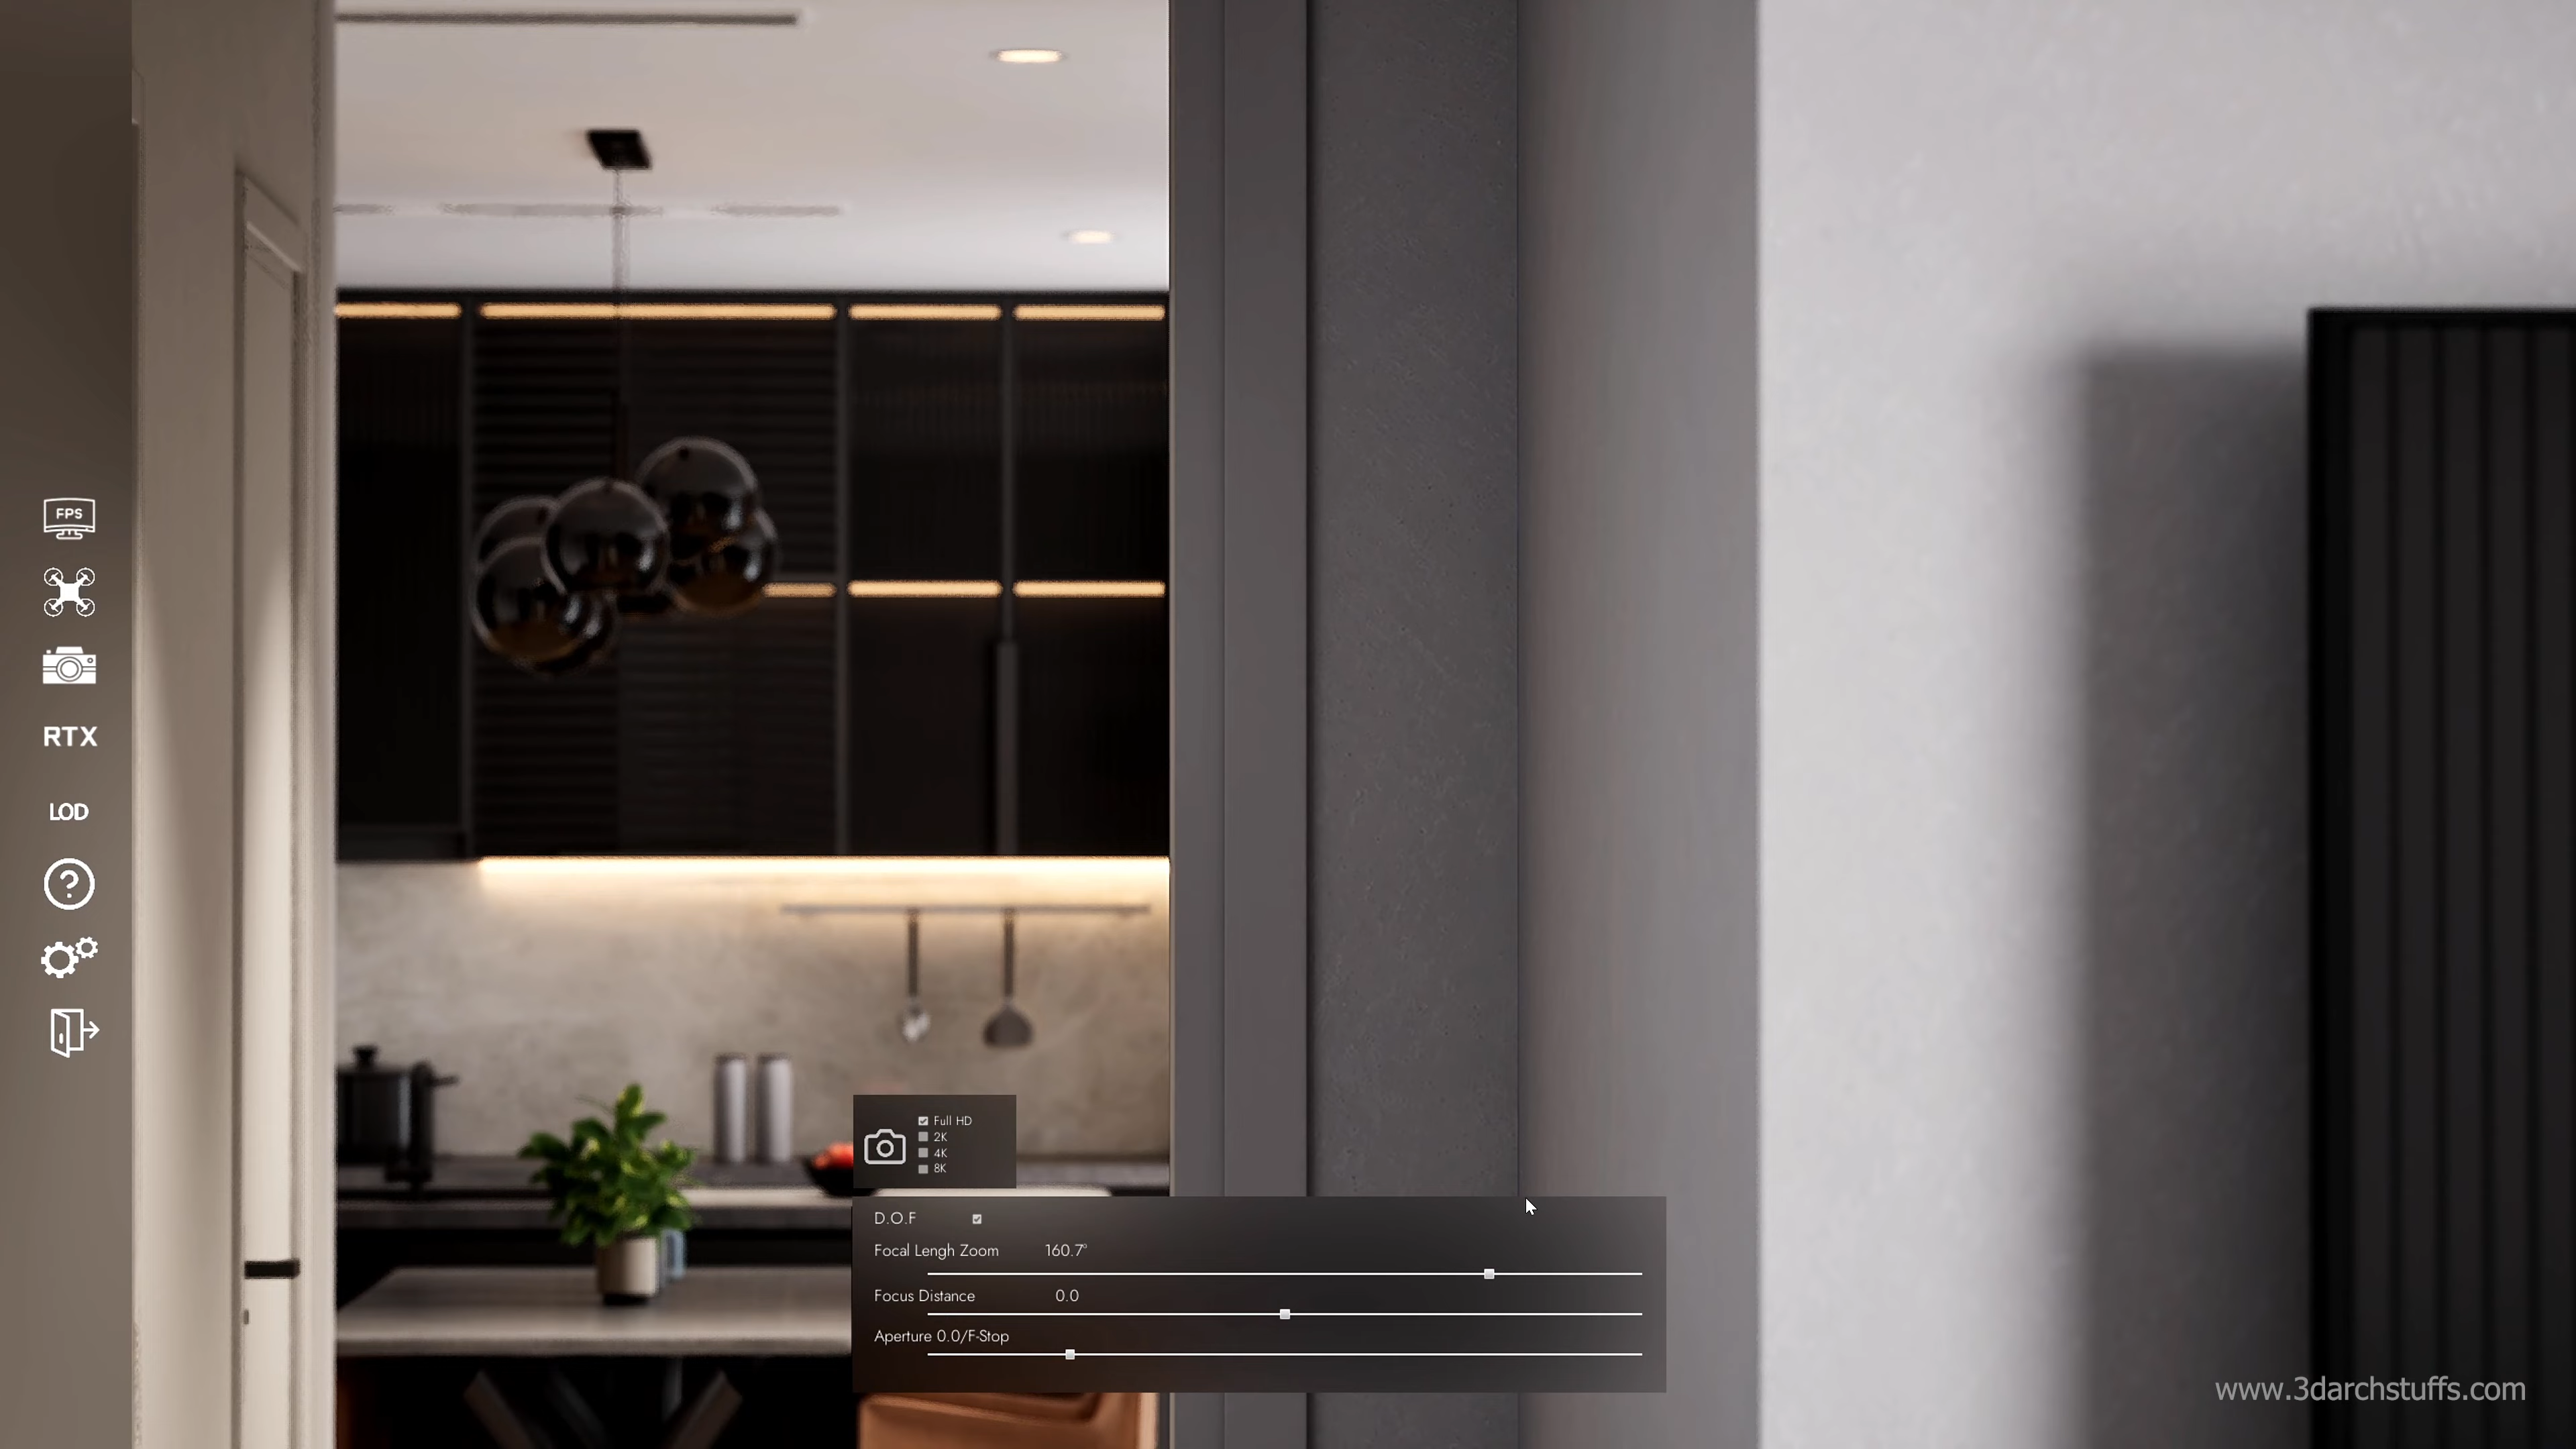 FPS
RTX
LOD
Full HD
2K
4K
8K
D.O.F
Focal Lengh Zoom 160.7°
Focus Distance 0.0
Aperture 0.0/F-Stop
www.3darchstuffs.com